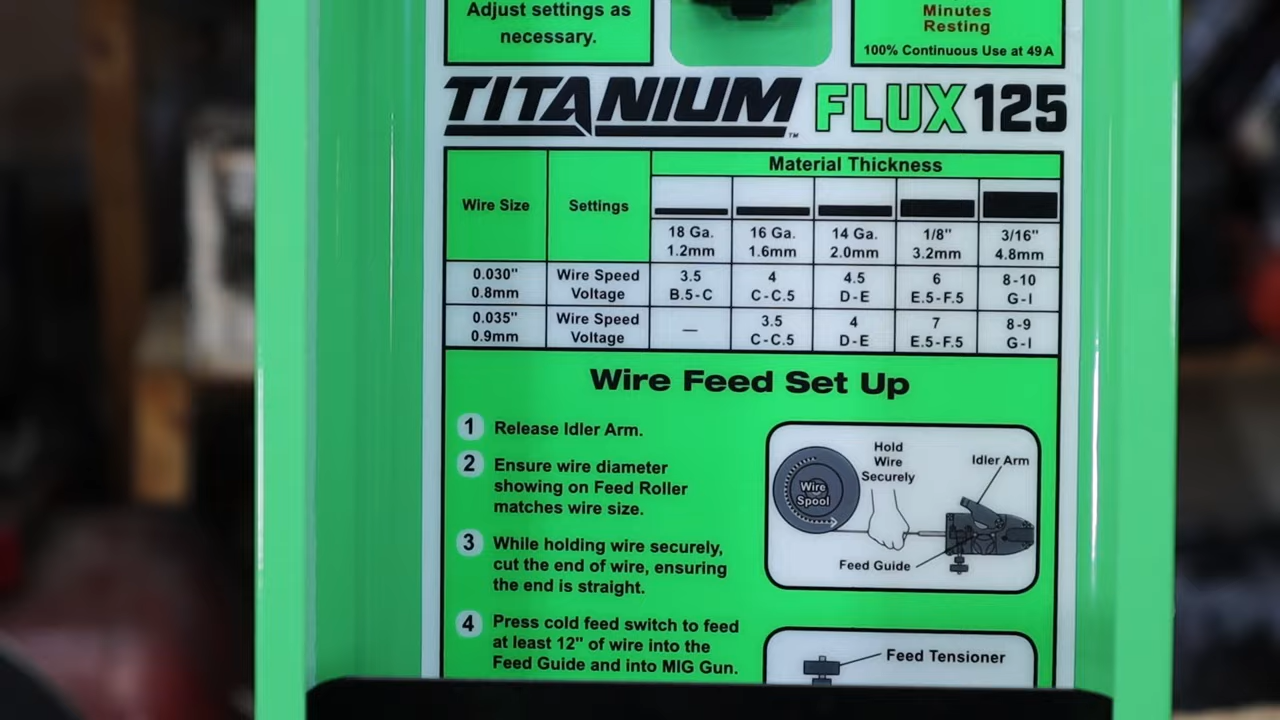 Adjust settings as
necessary.
Minutes
Resting
100% Continuous Use at 49A
TITANIUM™ FLUX 125
Wire Size Settings Material Thickness
18 Ga. 16 Ga. 14 Ga. 1/8" 3/16"
1.2mm 1.6mm 2.0mm 3.2mm 4.8mm
0.030" Wire Speed 3.5 4 4.5 6 8-10
0.8mm Voltage B.5-C C-C.5 D-E E.5-F.5 G-I
0.035" Wire Speed — 3.5 4 7 8-9
0.9mm Voltage C-C.5 D-E E.5-F.5 G-I
Wire Feed Set Up
1 Release Idler Arm.
2 Ensure wire diameter
showing on Feed Roller
matches wire size.
3 While holding wire securely,
cut the end of wire, ensuring
the end is straight.
4 Press cold feed switch to feed
at least 12" of wire into the
Feed Guide and into MIG Gun.
Hold
Wire
Securely
Idler Arm
Wire
Spool
Feed Guide
Feed Tensioner